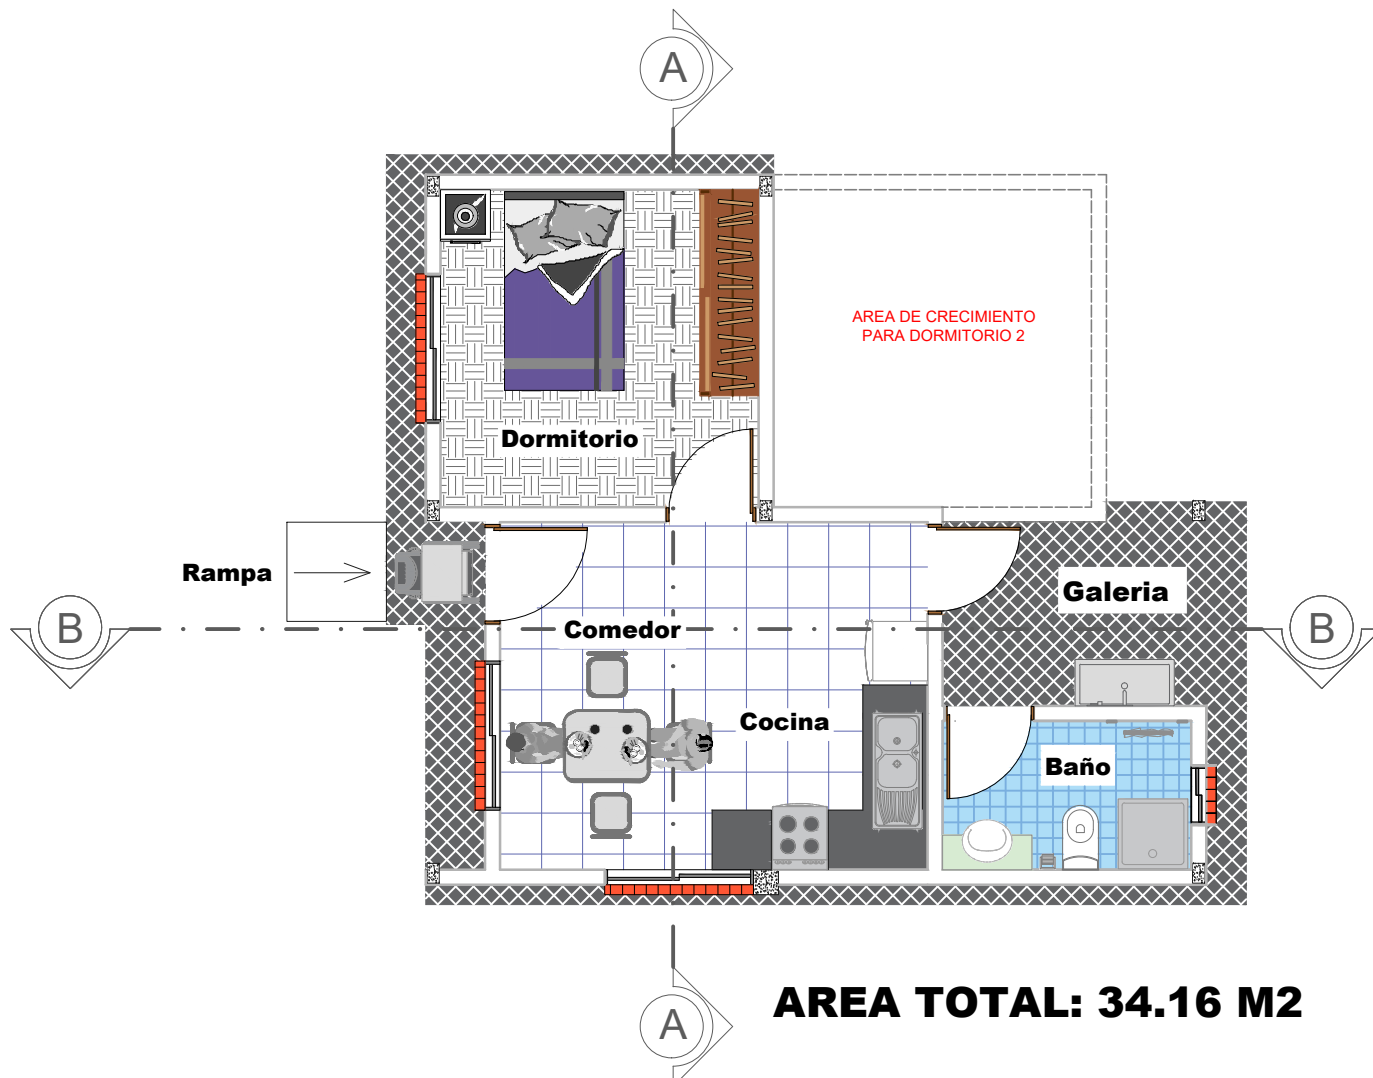 A
AREA DE CRECIMIENTO
PARA DORMITORIO 2
Dormitorio
Rampa
Galeria
B
Comedor
B
Cocina
Baño
AREA TOTAL: 34.16 M2
A